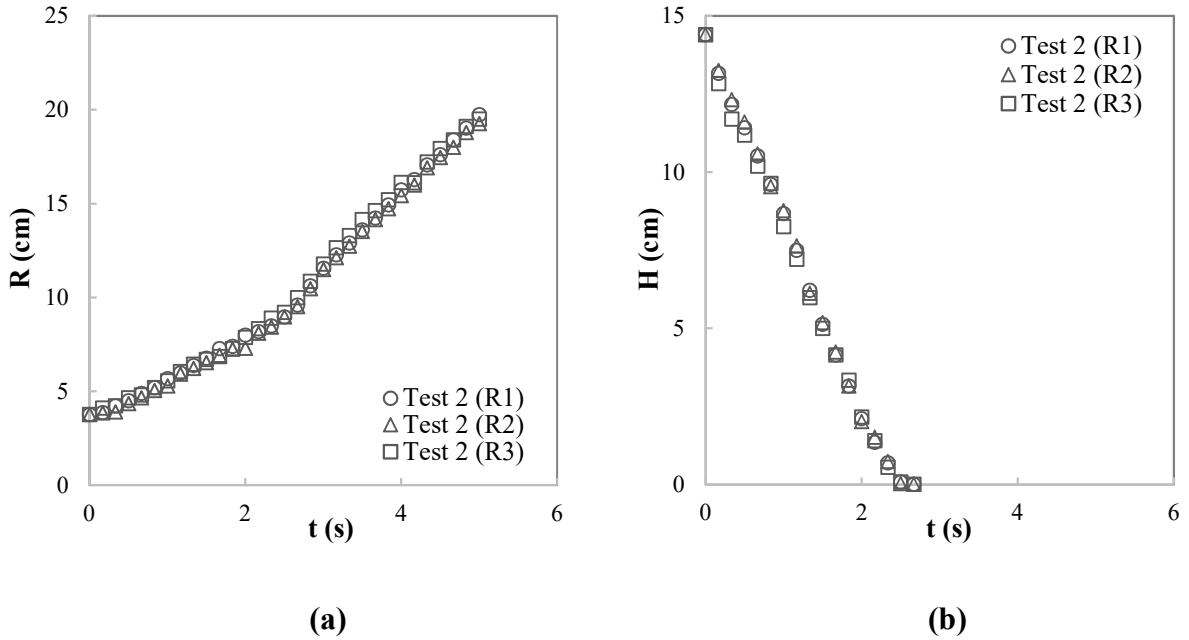 25
20
15
10
5
0
R (cm)
0 2 4 6
t (s)
Test 2 (R1)
Test 2 (R2)
Test 2 (R3)
(a)
15
10
5
0
H (cm)
0 2 4 6
t (s)
Test 2 (R1)
Test 2 (R2)
Test 2 (R3)
(b)